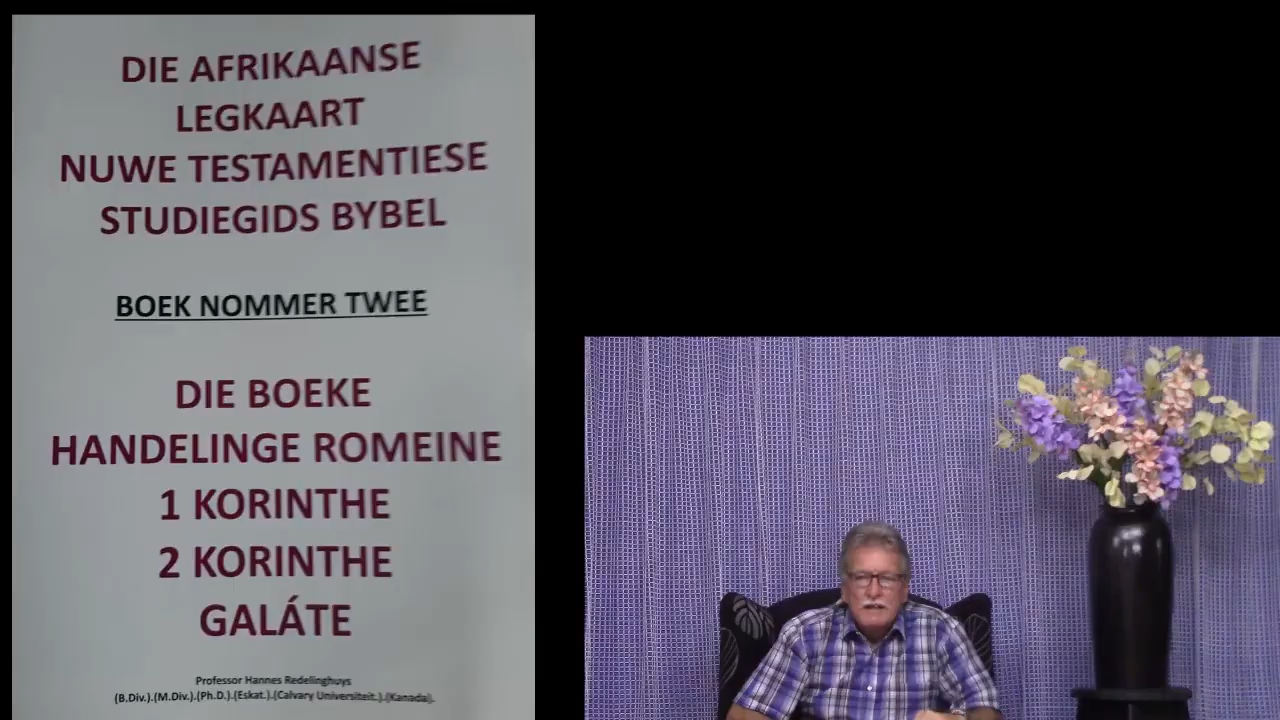 DIE AFRIKAANSE
LEGKAART
NUWE TESTAMENTIESE
STUDIEGIDS BYBEL
BOEK NOMMER TWEE
DIE BOEKE
HANDELINGE ROMEINE
1 KORINTHE
2 KORINTHE
GALÁTE
Professor Hannes Redelinghuys
(B.Div.).(M.Div.).(Ph.D.).(Eskat.).(Calvary Universiteit.).(Kanada).